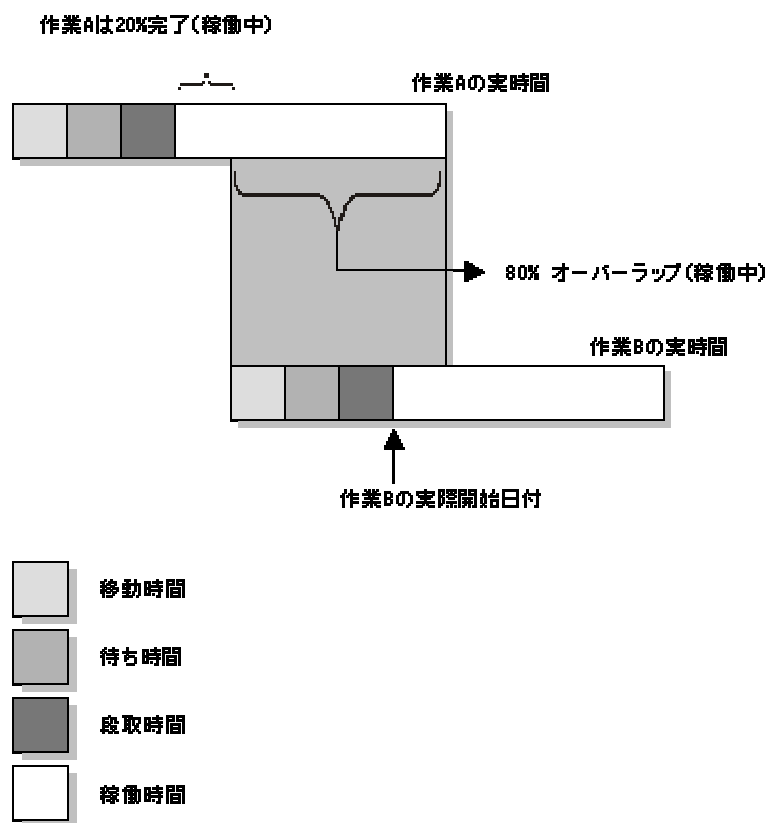 作業Aは20%完了(稼働中)
作業Aの実時間
80% オーバーラップ(稼働中)
作業Bの実時間
作業Bの実際開始日付
移動時間
待ち時間
段取時間
稼働時間